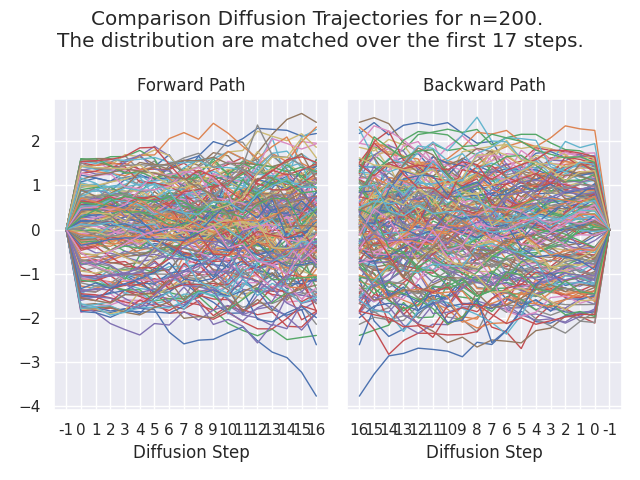 Comparison Diffusion Trajectories for n=200.
The distribution are matched over the first 17 steps.
Forward Path
Backward Path
2
1
0
−1
−2
−3
−4
-1 0 1 2 3 4 5 6 7 8 9 10 11 12 13 14 15 16
16 15 14 13 12 11 10 9 8 7 6 5 4 3 2 1 0 -1
Diffusion Step
Diffusion Step